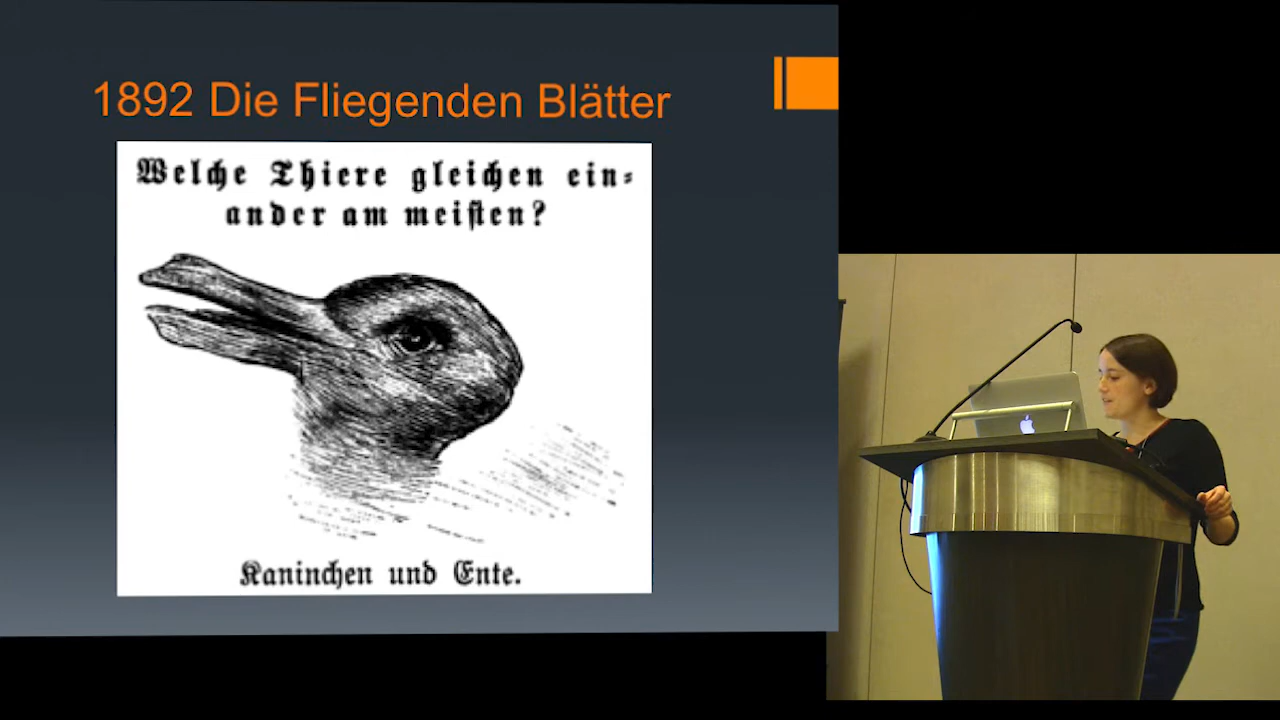 1892 Die Fliegenden Blätter
Welche Thiere gleichen ein⸗
ander am meiſten?
Kaninchen und Ente.